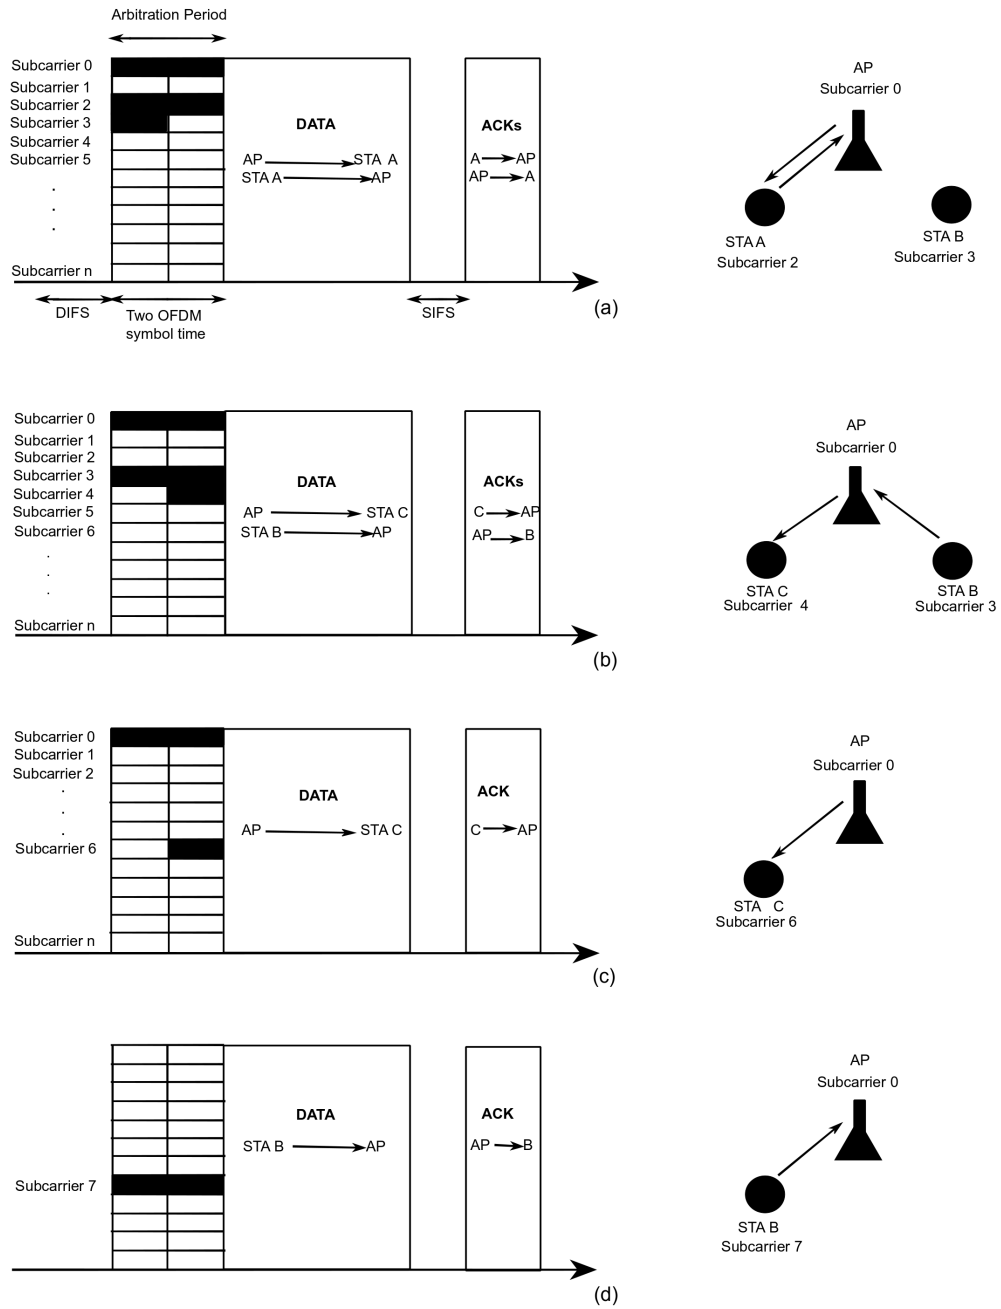 Arbitration Period
Subcarrier 0
Subcarrier 1
Subcarrier 2
Subcarrier 3
Subcarrier 4
Subcarrier 5
.
.
.
Subcarrier n
DIFS
Two OFDM
symbol time
DATA
AP STA A
STA A AP
SIFS
ACKs
A AP
AP A
(a)
AP
Subcarrier 0
STA A
Subcarrier 2
STA B
Subcarrier 3
Subcarrier 0
Subcarrier 1
Subcarrier 2
Subcarrier 3
Subcarrier 4
Subcarrier 5
Subcarrier 6
.
.
.
Subcarrier n
DATA
AP STA C
STA B AP
ACKs
C AP
AP B
(b)
AP
Subcarrier 0
STA C
Subcarrier 4
STA B
Subcarrier 3
Subcarrier 0
Subcarrier 1
Subcarrier 2
.
.
.
Subcarrier 6
Subcarrier n
DATA
AP STA C
ACK
C AP
(c)
AP
Subcarrier 0
STA C
Subcarrier 6
Subcarrier 7
DATA
STA B AP
ACK
AP B
(d)
AP
Subcarrier 0
STA B
Subcarrier 7